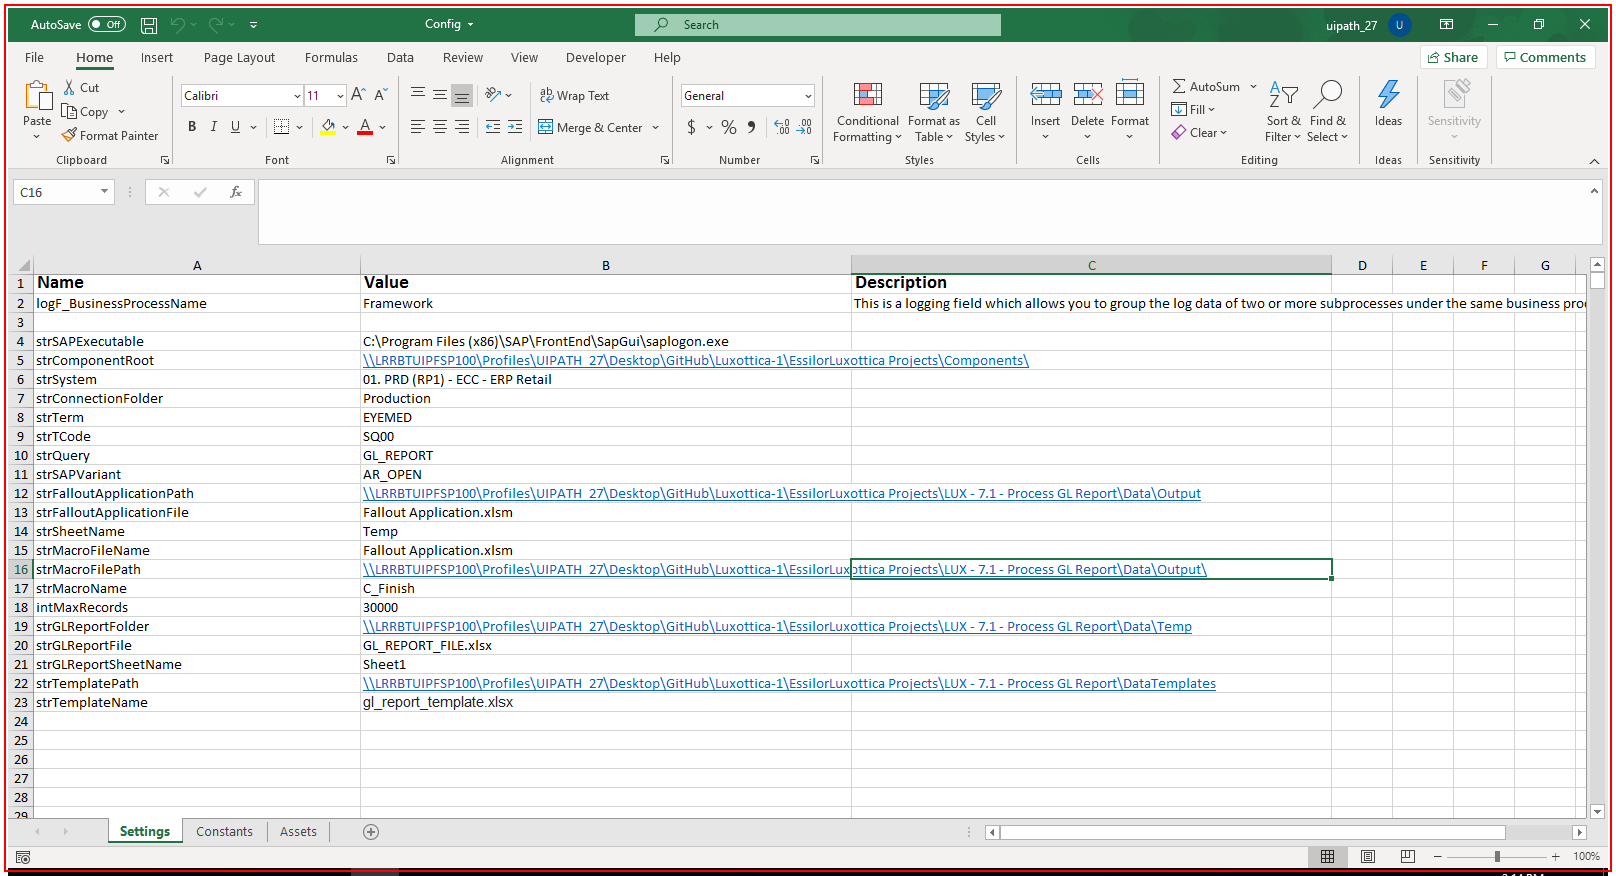 AutoSave Off Config Search uipath_27 U
File Home Insert Page Layout Formulas Data Review View Developer Help Share Comments
Paste Cut Copy Format Painter Clipboard
Calibri 11 A A B I U A Font
ab Wrap Text Merge & Center Alignment
General $ % , Number
Conditional Formatting Format as Table Cell Styles Styles
Insert Delete Format Cells
AutoSum Fill Clear Sort & Filter Find & Select Editing
Ideas Ideas
Sensitivity Sensitivity
C16 fx
A B C D E F G
1 Name Value Description
2 logF_BusinessProcessName Framework This is a logging field which allows you to group the log data of two or more subprocesses under the same business
3
4 strSAPExecutable C:\Program Files (x86)\SAP\FrontEnd\SapGui\saplogon.exe
5 strComponentRoot \\LRRBTUIPFSP100\Profiles\UIPATH_27\Desktop\GitHub\Luxottica-1\EssilorLuxottica Projects\Components\
6 strSystem 01. PRD (RP1) - ECC - ERP Retail
7 strConnectionFolder Production
8 strTerm EYEMED
9 strTCode SQ00
10 strQuery GL_REPORT
11 strSAPVariant AR_OPEN
12 strFalloutApplicationPath \\LRRBTUIPFSP100\Profiles\UIPATH_27\Desktop\GitHub\Luxottica-1\EssilorLuxottica Projects\LUX - 7.1 - Process GL Report\Data\Output
13 strFalloutApplicationFile Fallout Application.xlsm
14 strSheetName Temp
15 strMacroFileName Fallout Application.xlsm
16 strMacroFilePath \\LRRBTUIPFSP100\Profiles\UIPATH_27\Desktop\GitHub\Luxottica-1\EssilorLuxottica Projects\LUX - 7.1 - Process GL Report\Data\Output\
17 strMacroName C_Finish
18 intMaxRecords 30000
19 strGLReportFolder \\LRRBTUIPFSP100\Profiles\UIPATH_27\Desktop\GitHub\Luxottica-1\EssilorLuxottica Projects\LUX - 7.1 - Process GL Report\Data\Temp
20 strGLReportFile GL_REPORT_FILE.xlsx
21 strGLReportSheetName Sheet1
22 strTemplatePath \\LRRBTUIPFSP100\Profiles\UIPATH_27\Desktop\GitHub\Luxottica-1\EssilorLuxottica Projects\LUX - 7.1 - Process GL Report\DataTemplates
23 strTemplateName gl_report_template.xlsx
24
25
26
27
28
29
Settings Constants Assets
100%